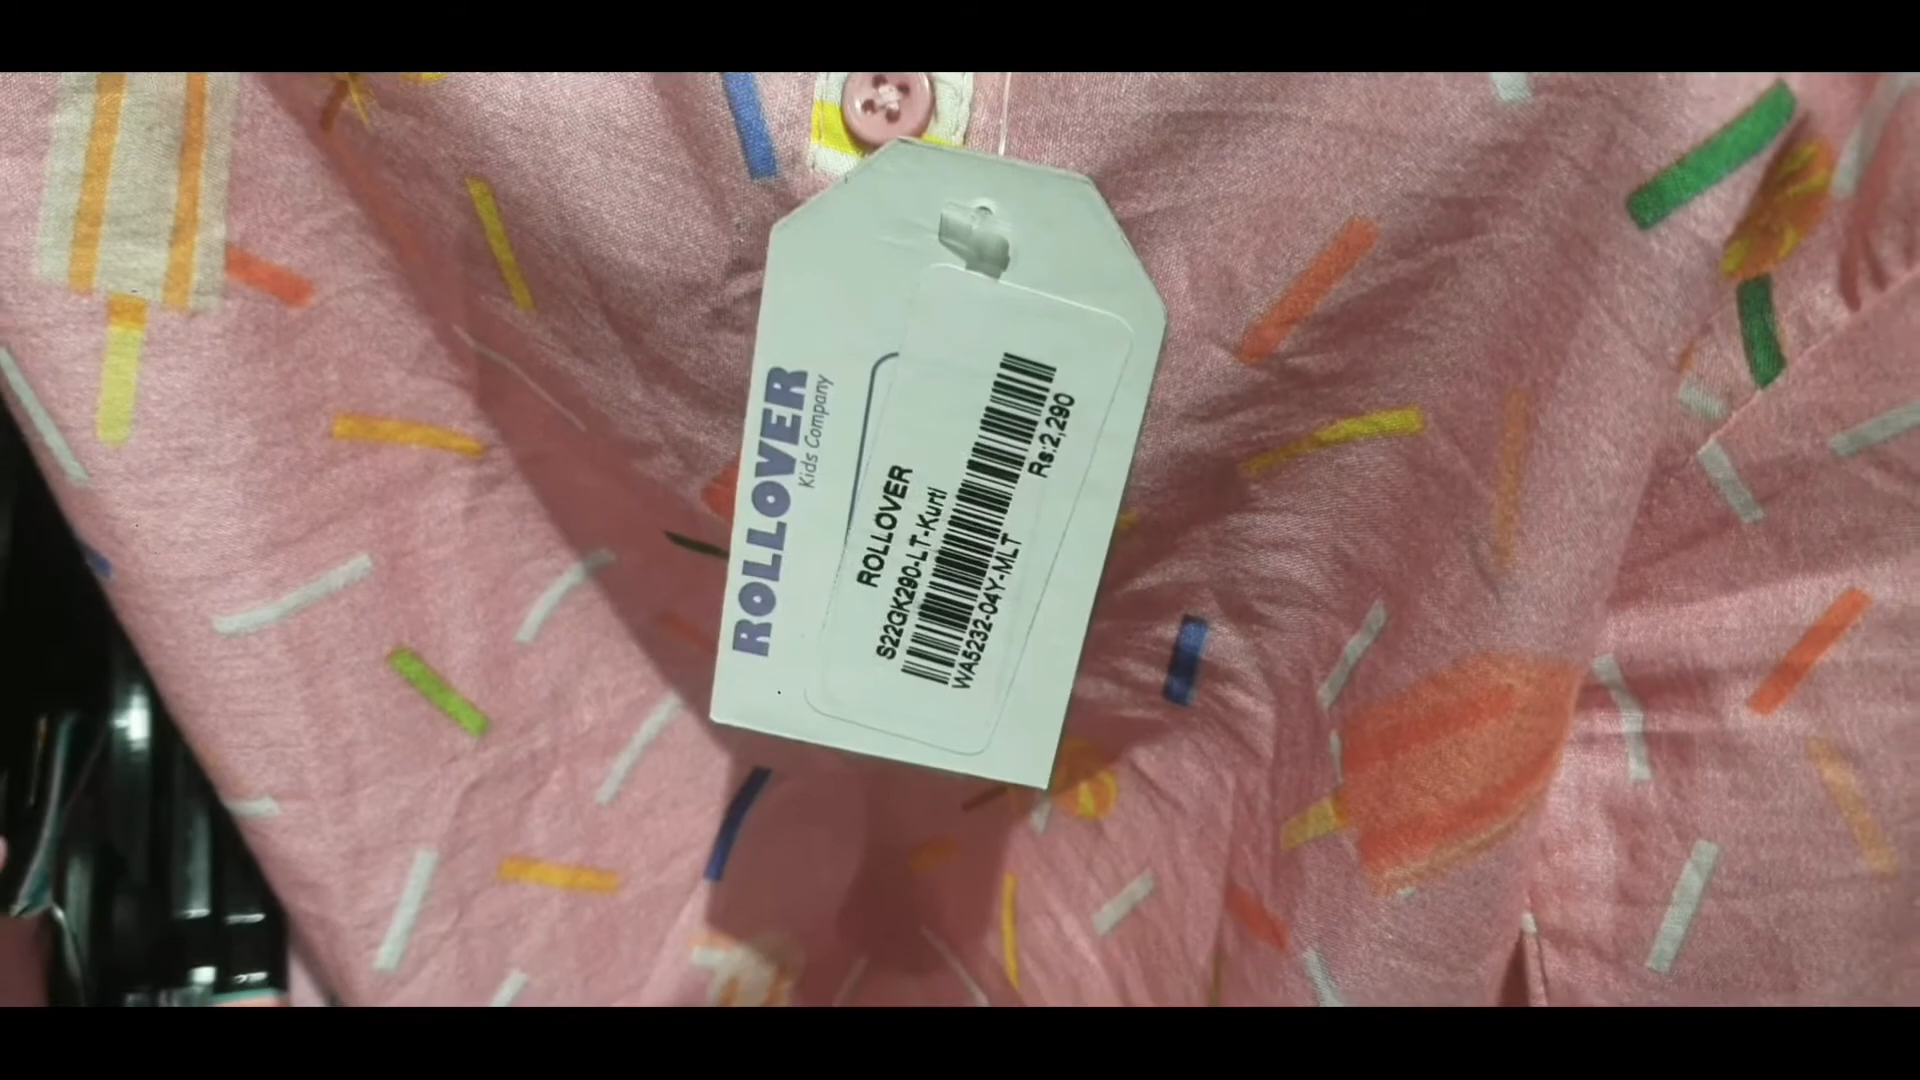 ROLLOVER
Kids Company
ROLLOVER
S22GK290-LT-Kurti
WA5232-04Y-MLT
Rs:2,290